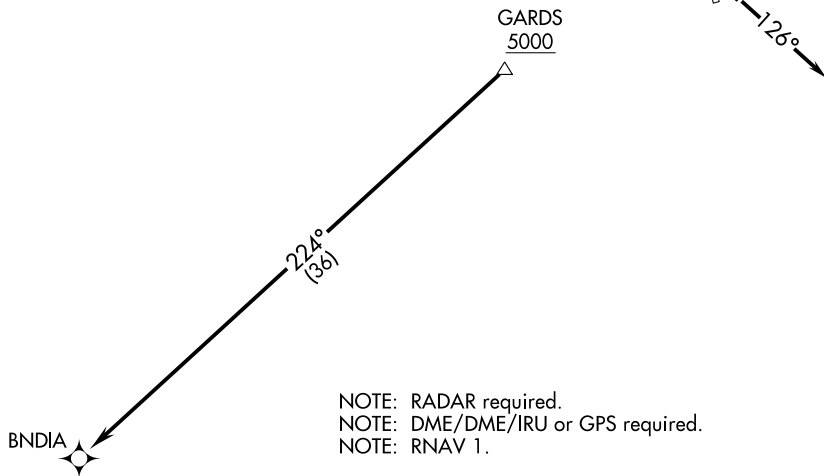 GARDS
5000
126°
224°
(36)
BNDIA
NOTE: RADAR required.
NOTE: DME/DME/IRU or GPS required.
NOTE: RNAV 1.